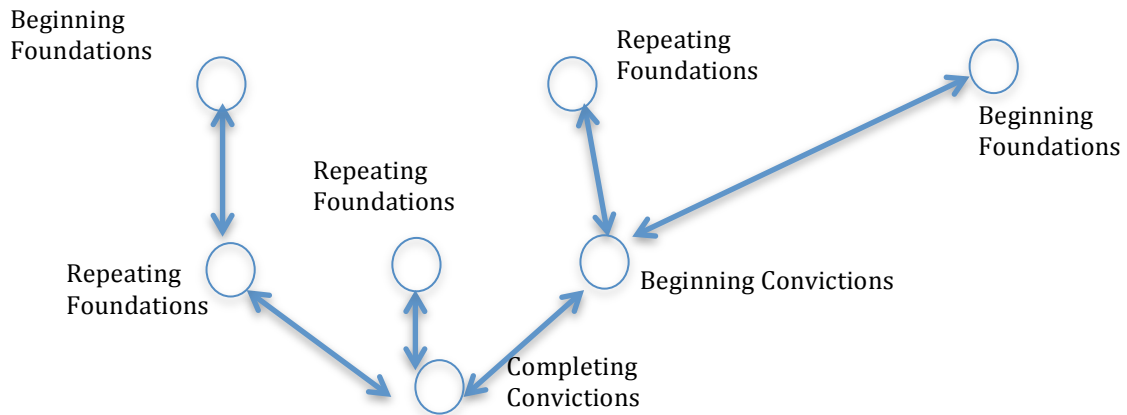 Beginning
Foundations
Repeating
Foundations
Beginning
Foundations
Repeating
Foundations
Repeating
Foundations
Beginning Convictions
Completing
Convictions